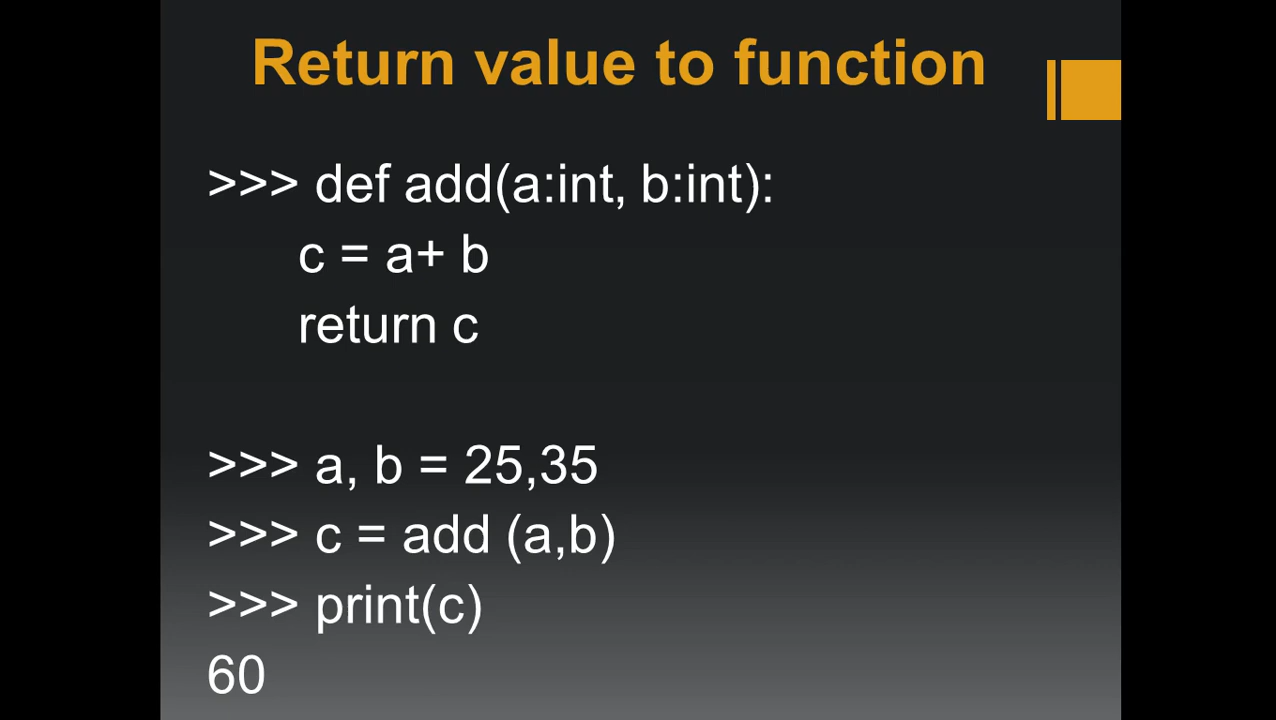 Return value to function
>>> def add(a:int, b:int):
c = a+ b
return c
>>> a, b = 25,35
>>> c = add (a,b)
>>> print(c)
60